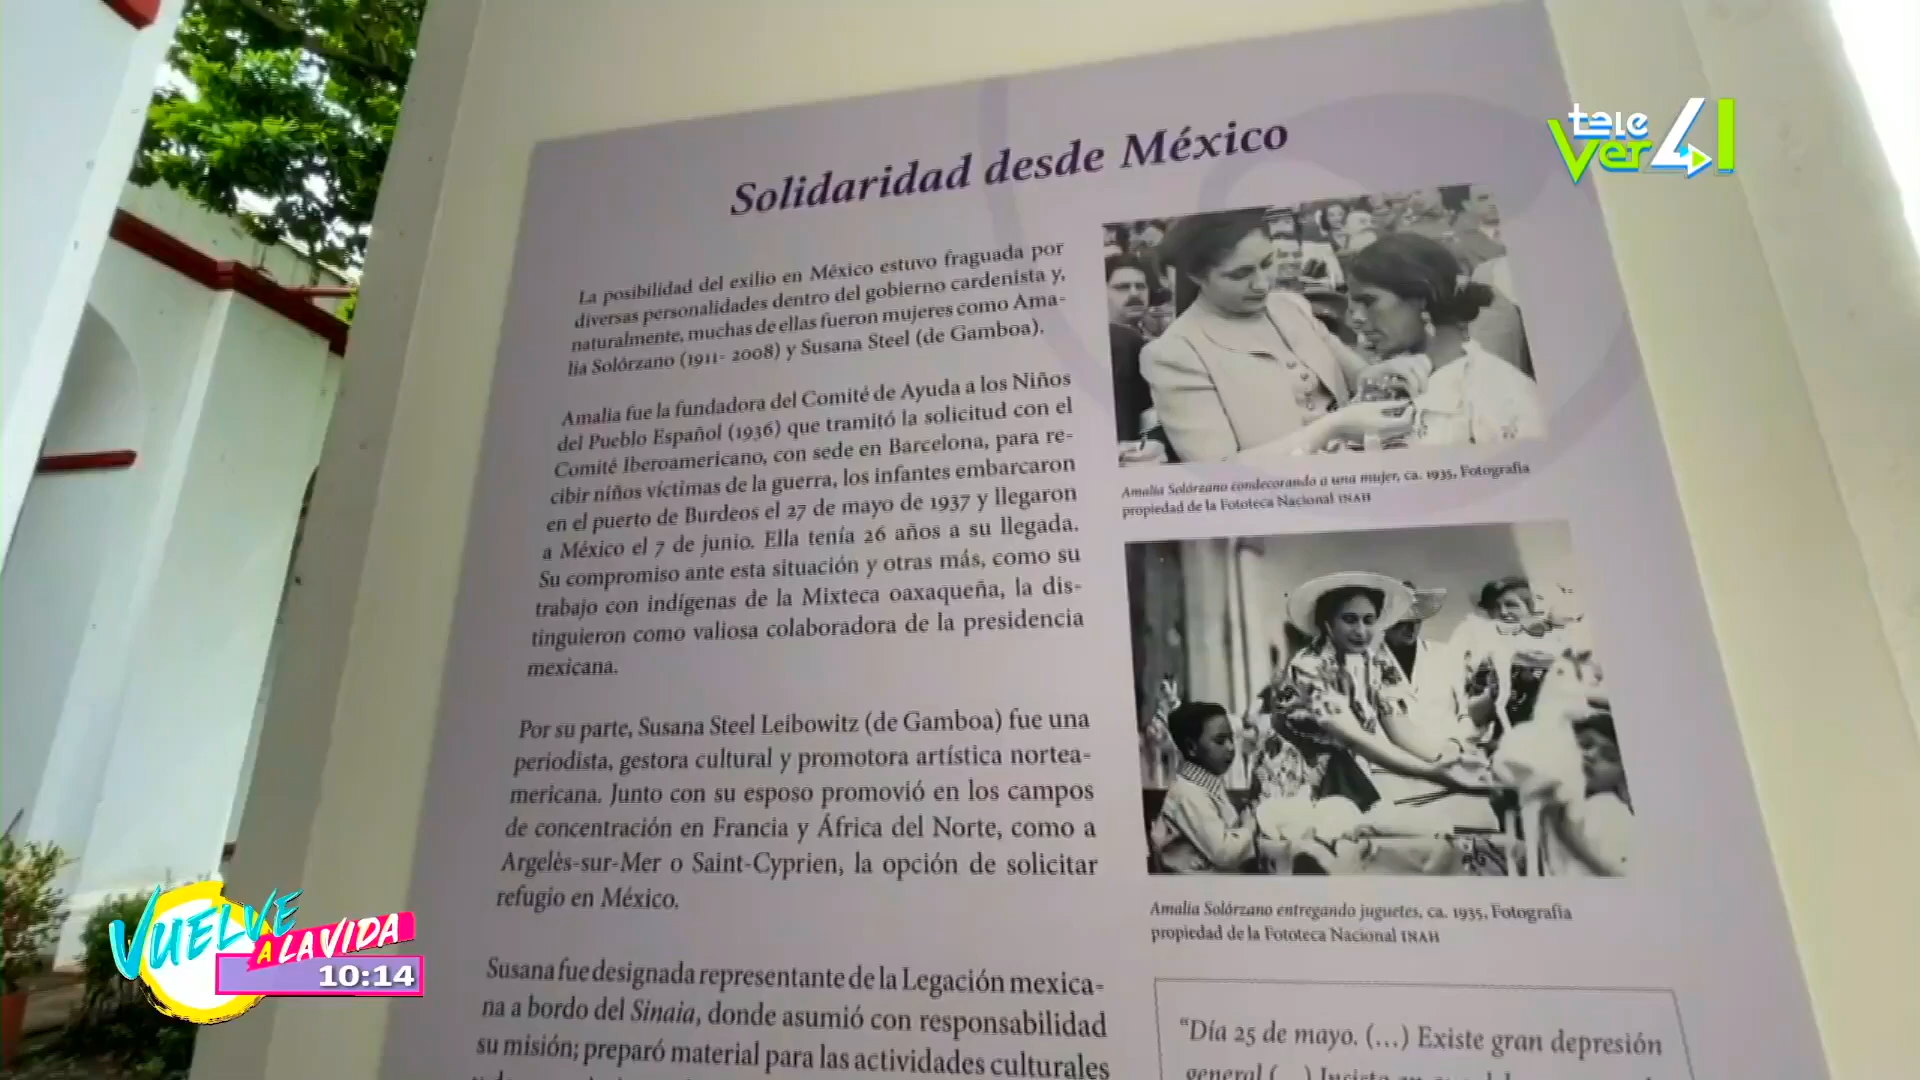 Solidaridad desde México
La posibilidad del exilio en México estuvo fraguada por
diversas personalidades dentro del gobierno cardenista y,
naturalmente, muchas de ellas fueron mujeres como Ama-
lia Solórzano (1911- 2008) y Susana Steel (de Gamboa).
Amalia fue la fundadora del Comité de Ayuda a los Niños
del Pueblo Español (1936) que tramitó la solicitud con el
Comité Iberoamericano, con sede en Barcelona, para re-
cibir niños víctimas de la guerra, los infantes embarcaron
en el puerto de Burdeos el 27 de mayo de 1937 y llegaron
a México el 7 de junio. Ella tenía 26 años a su llegada.
Su compromiso ante esta situación y otras más, como su
trabajo con indígenas de la Mixteca oaxaqueña, la dis-
tinguieron como valiosa colaboradora de la presidencia
mexicana.
Por su parte, Susana Steel Leibowitz (de Gamboa) fue una
periodista, gestora cultural y promotora artística nortea-
mericana. Junto con su esposo promovió en los campos
de concentración en Francia y África del Norte, como a
Argelès-sur-Mer o Saint-Cyprien, la opción de solicitar
refugio en México.
Susana fue designada representante de la Legación mexica-
na a bordo del Sinaia, donde asumió con responsabilidad
su misión; preparó material para las actividades culturales
Amalia Solórzano condecorando a una mujer, ca. 1935, Fotografía
propiedad de la Fototeca Nacional INAH
Amalia Solórzano entregando juguetes, ca. 1935, Fotografía
propiedad de la Fototeca Nacional INAH
“Día 25 de mayo. (...) Existe gran depresión
general (...)
tele
ver 41
VUELVE
A LA VIDA
10:14